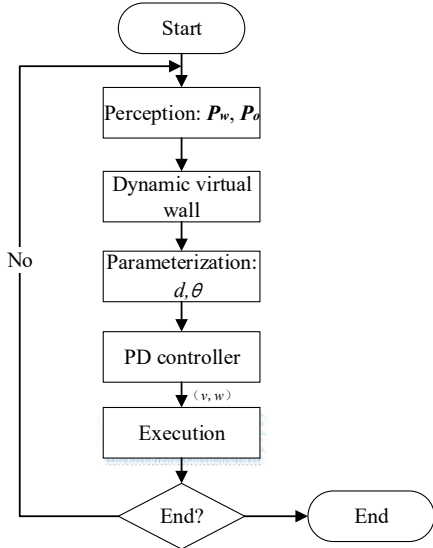 Start
Perception: Pw, Po
Dynamic virtual
wall
No
Parameterization:
d,θ
PD controller
（v, w）
Execution
End?
End